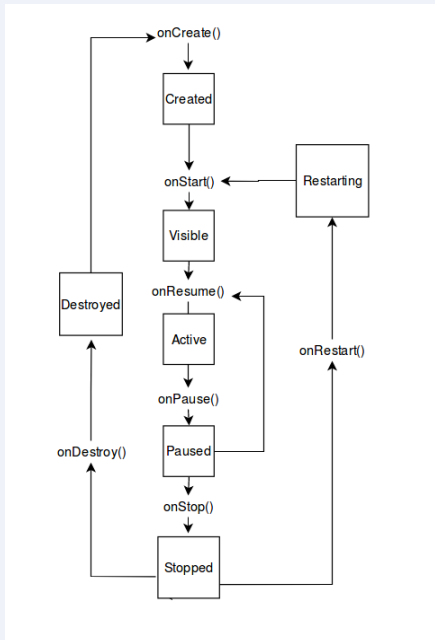 onCreate()
Created
onStart()
Restarting
Visible
onResume()
Destroyed
Active
onRestart()
onPause()
Paused
onDestroy()
onStop()
Stopped